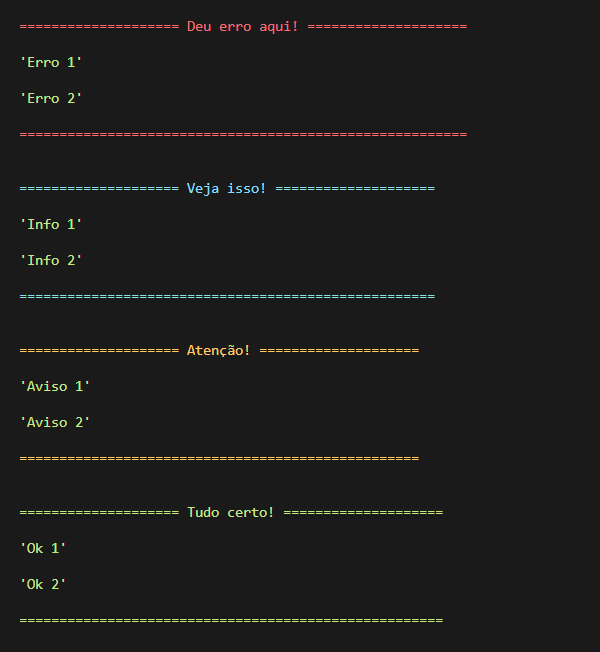 ==================== Deu erro aqui! ====================
'Erro 1'
'Erro 2'
========================================================
==================== Veja isso! ====================
'Info 1'
'Info 2'
====================================================
==================== Atenção! ====================
'Aviso 1'
'Aviso 2'
==================================================
==================== Tudo certo! ====================
'Ok 1'
'Ok 2'
=====================================================